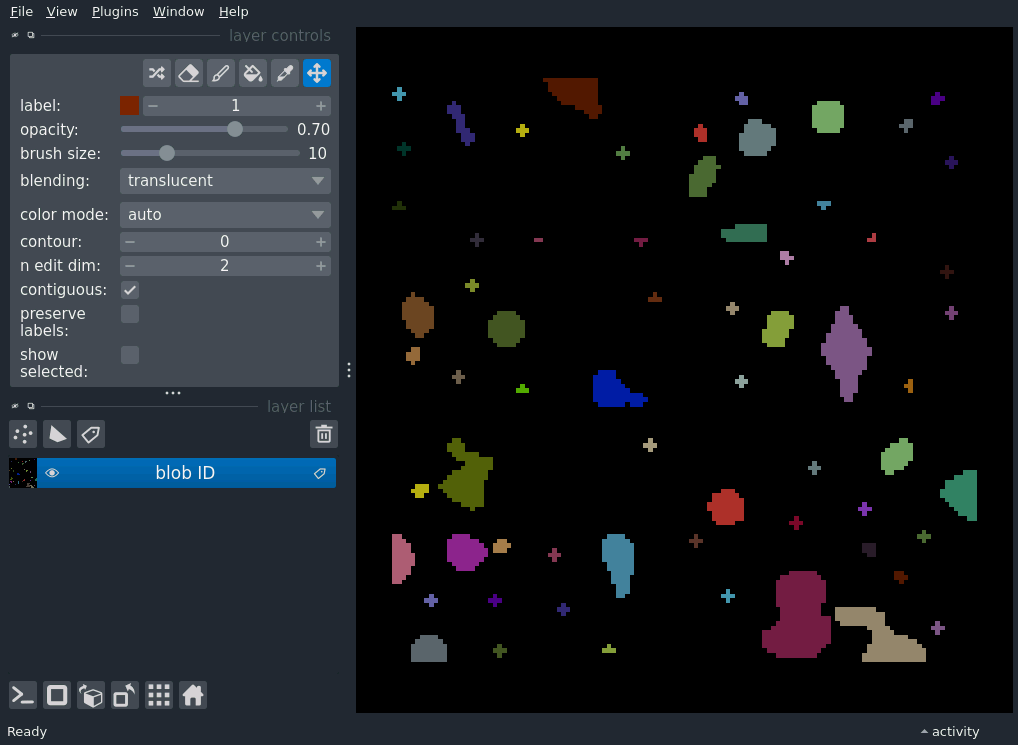 File View Plugins Window Help
layer controls
label: 1
opacity: 0.70
brush size: 10
blending: translucent
color mode: auto
contour: 0
n edit dim: 2
contiguous:
preserve
labels:
show
selected:
layer list
blob ID
Ready
activity